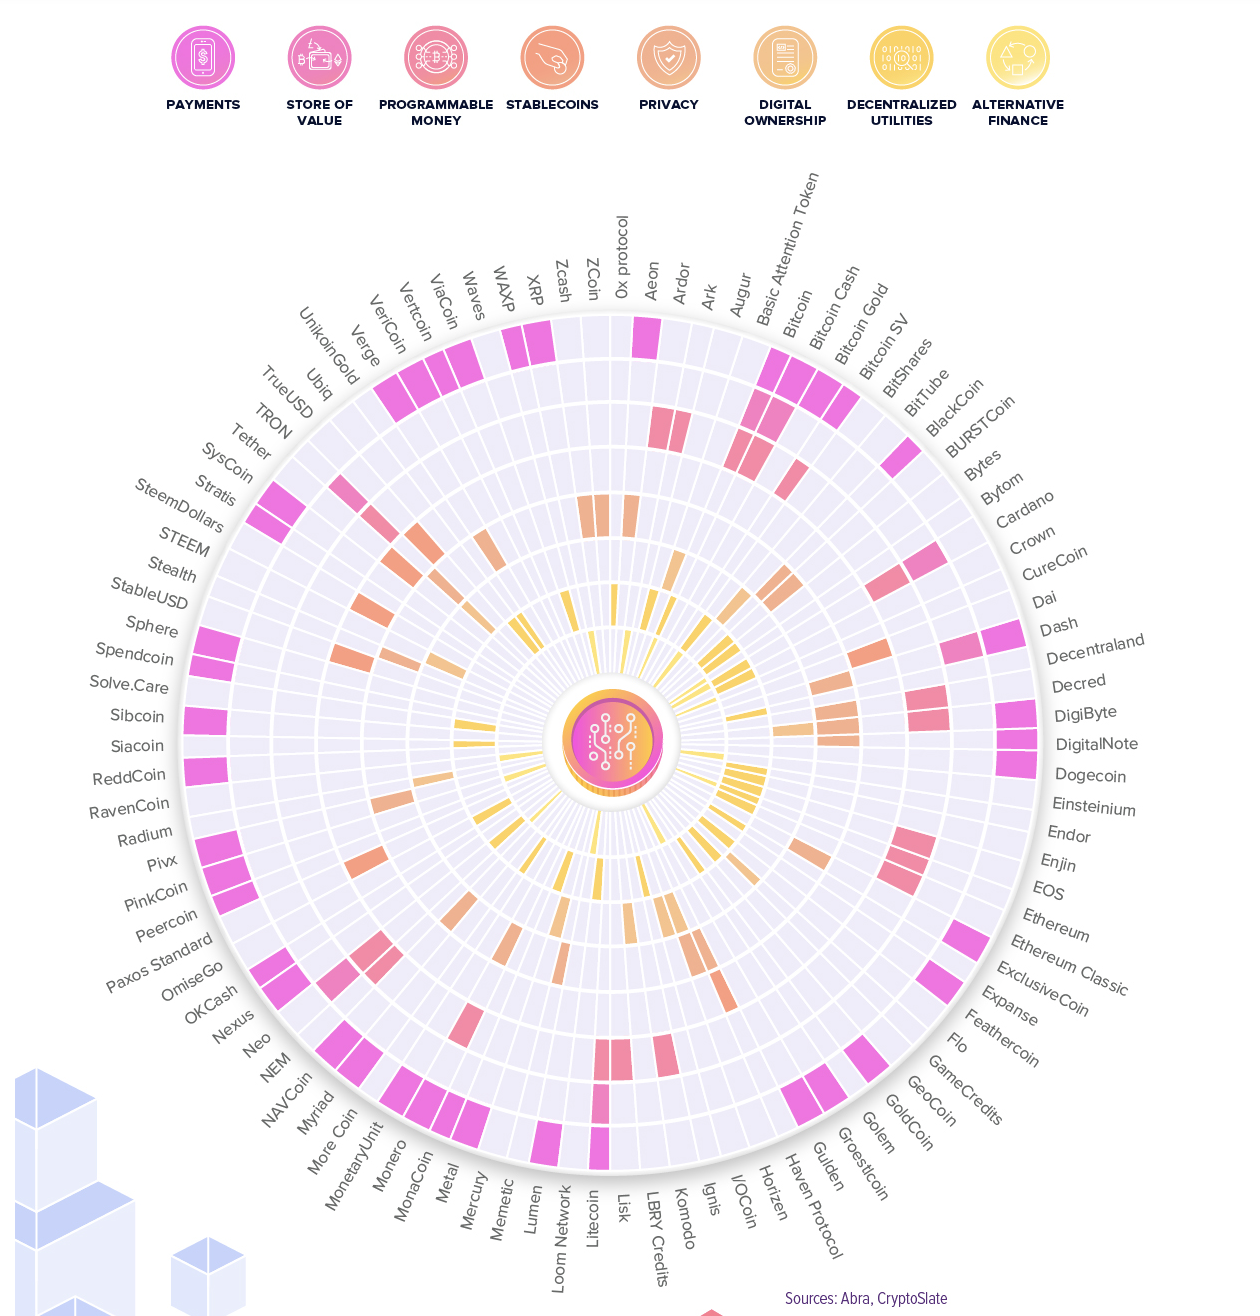 PAYMENTS
STORE OF
VALUE
PROGRAMMABLE
MONEY
STABLECOINS
PRIVACY
DIGITAL
OWNERSHIP
DECENTRALIZED
UTILITIES
ALTERNATIVE
FINANCE
0x protocol
Aeon
Ardor
Ark
Augur
Basic Attention Token
Bitcoin
Bitcoin Cash
Bitcoin Gold
Bitcoin SV
BitShares
BitTube
BlackCoin
BURSTCoin
Bytes
Bytom
Cardano
Crown
CureCoin
Dai
Dash
Decentraland
Decred
DigiByte
DigitalNote
Dogecoin
Einsteinium
Endor
Enjin
EOS
Ethereum
Ethereum Classic
ExclusiveCoin
Expanse
Feathercoin
Flo
GameCredits
GeoCoin
GoldCoin
Golem
Groestlcoin
Gulden
Haven Protocol
Horizen
I/OCoin
Ignis
Komodo
LBRY Credits
Lisk
Litecoin
Loom Network
Lumen
Memetic
Mercury
Metal
MonaCoin
Monero
MonetaryUnit
More Coin
Myriad
NAVCoin
NEM
Neo
Nexus
OKCash
OmiseGo
Paxos Standard
Peercoin
PinkCoin
Pivx
Radium
RavenCoin
ReddCoin
Siacoin
Sibcoin
Solve.Care
Spendcoin
Sphere
StableUSD
Stealth
STEEM
SteemDollars
Stratis
SysCoin
Tether
TRON
TrueUSD
Ubiq
UnikoinGold
Verge
VeriCoin
Vertcoin
ViaCoin
Waves
WAXP
XRP
Zcash
ZCoin
Sources: Abra, CryptoSlate